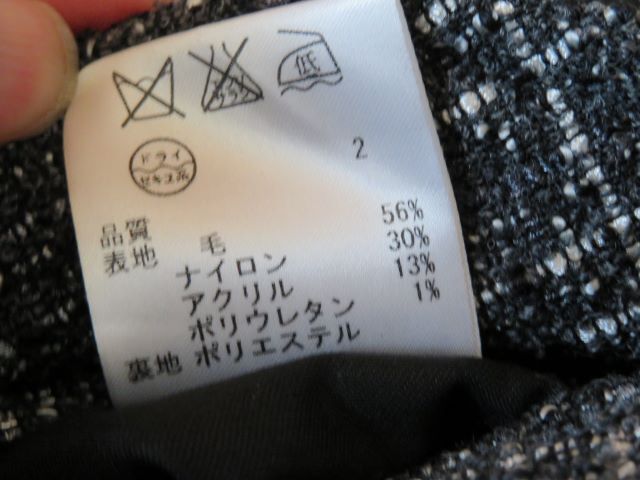 低
ドライ
セキユ系
2
品質
表地 毛 56%
ナイロン 30%
アクリル 13%
ポリウレタン 1%
裏地 ポリエステル